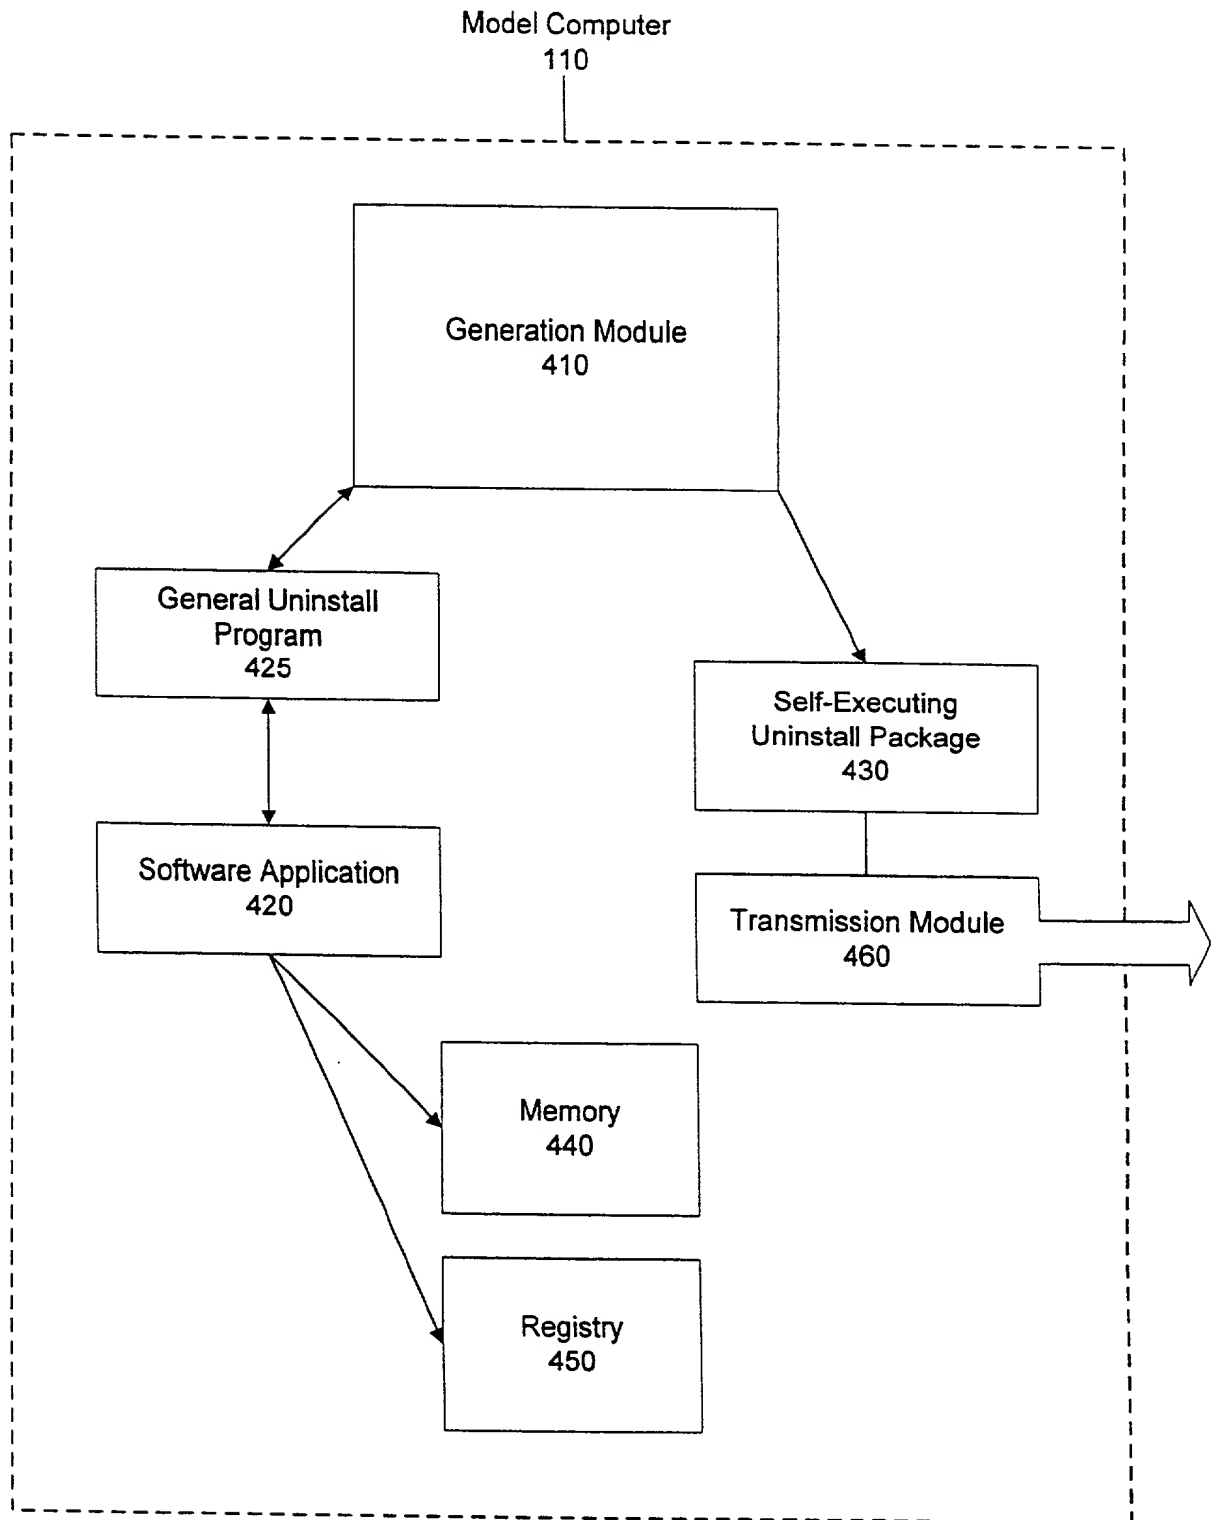 Model Computer
110
Generation Module
410
General Uninstall
Program
425
Self-Executing
Uninstall Package
430
Software Application
420
Transmission Module
460
Memory
440
Registry
450